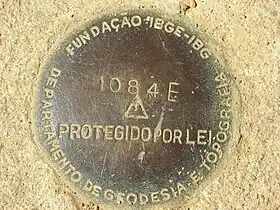 FUNDAÇÃO IBGE-IBG
1084E
PROTEGIDO POR LEI
DEPARTAMENTO DE GEODESIA E TOPOGRAFIA